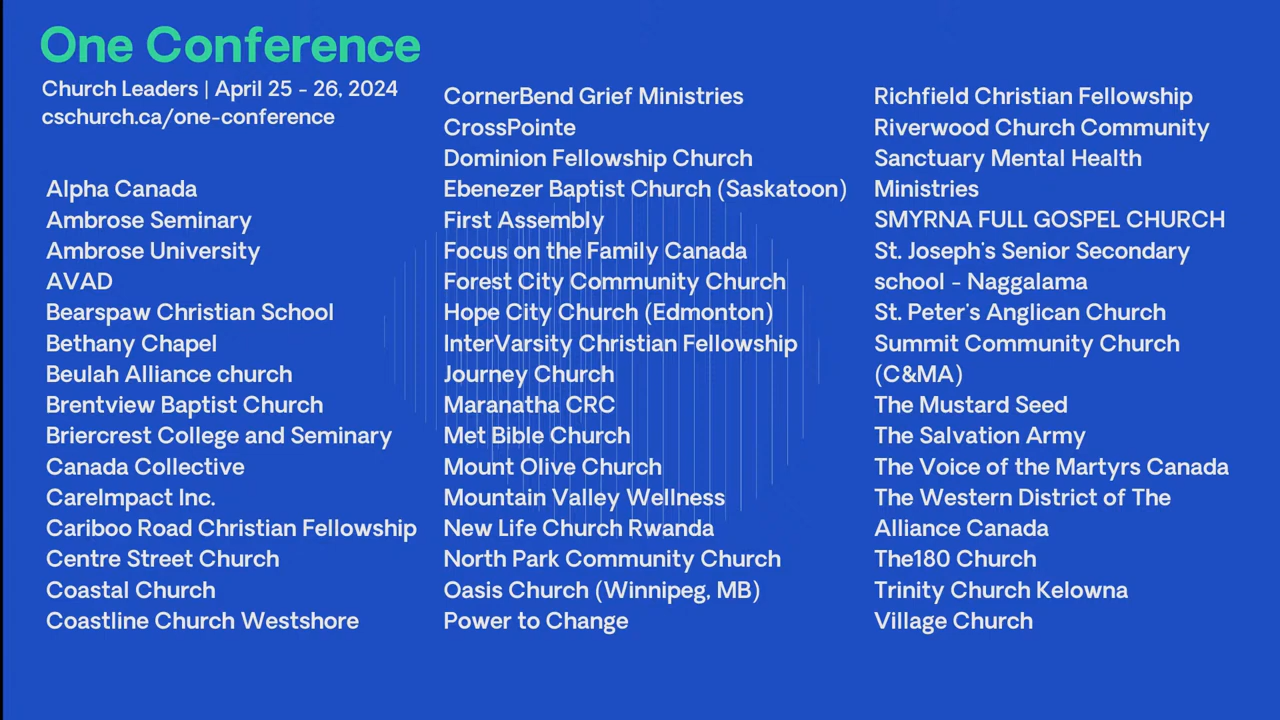 One Conference
Church Leaders | April 25 - 26, 2024
cschurch.ca/one-conference
Alpha Canada
Ambrose Seminary
Ambrose University
AVAD
Bearspaw Christian School
Bethany Chapel
Beulah Alliance church
Brentview Baptist Church
Briercrest College and Seminary
Canada Collective
CareImpact Inc.
Cariboo Road Christian Fellowship
Centre Street Church
Coastal Church
Coastline Church Westshore
CornerBend Grief Ministries
CrossPointe
Dominion Fellowship Church
Ebenezer Baptist Church (Saskatoon)
First Assembly
Focus on the Family Canada
Forest City Community Church
Hope City Church (Edmonton)
InterVarsity Christian Fellowship
Journey Church
Maranatha CRC
Met Bible Church
Mount Olive Church
Mountain Valley Wellness
New Life Church Rwanda
North Park Community Church
Oasis Church (Winnipeg, MB)
Power to Change
Richfield Christian Fellowship
Riverwood Church Community
Sanctuary Mental Health
Ministries
SMYRNA FULL GOSPEL CHURCH
St. Joseph's Senior Secondary
school - Naggalama
St. Peter's Anglican Church
Summit Community Church
(C&MA)
The Mustard Seed
The Salvation Army
The Voice of the Martyrs Canada
The Western District of The
Alliance Canada
The180 Church
Trinity Church Kelowna
Village Church